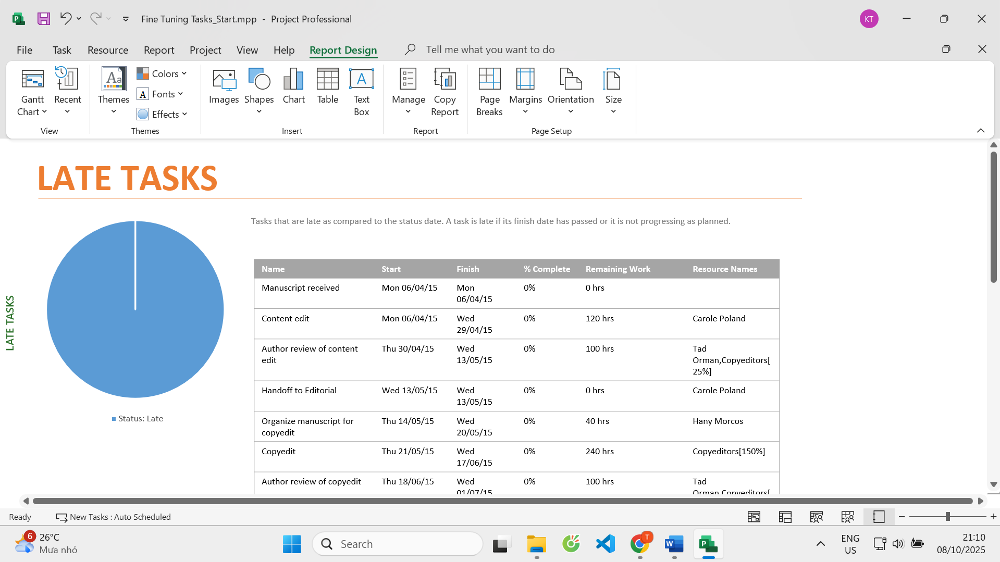 Fine Tuning Tasks_Start.mpp - Project Professional
KT
File Task Resource Report Project View Help Report Design Tell me what you want to do
Gantt Chart
Recent
Themes
Colors
Fonts
Effects
Images
Shapes
Chart
Table
Text Box
Manage
Copy Report
Page Breaks
Margins
Orientation
Size
View Themes Insert Report Page Setup
LATE TASKS
LATE TASKS
Tasks that are late as compared to the status date. A task is late if its finish date has passed or it is not progressing as planned.
Status: Late
Name Start Finish % Complete Remaining Work Resource Names
Manuscript received Mon 06/04/15 Mon 06/04/15 0% 0 hrs
Content edit Mon 06/04/15 Wed 29/04/15 0% 120 hrs Carole Poland
Author review of content edit Thu 30/04/15 Wed 13/05/15 0% 100 hrs Tad Orman,Copyeditors[25%]
Handoff to Editorial Wed 13/05/15 Wed 13/05/15 0% 0 hrs Carole Poland
Organize manuscript for copyedit Thu 14/05/15 Wed 20/05/15 0% 40 hrs Hany Morcos
Copyedit Thu 21/05/15 Wed 17/06/15 0% 240 hrs Copyeditors[150%]
Author review of copyedit Thu 18/06/15 Wed 01/07/15 0% 100 hrs Tad Orman,Copyeditors[
Ready New Tasks : Auto Scheduled
6 26°C
Mưa nhỏ
Search
T
ENG
US
21:10
08/10/2025